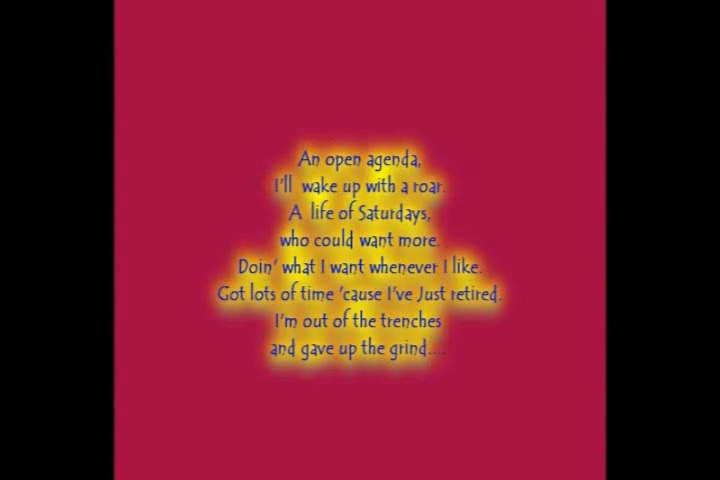 An open agenda,
I'll wake up with a roar.
A life of Saturdays,
who could want more.
Doin' what I want whenever I like.
Got lots of time 'cause I've Just retired.
I'm out of the trenches
and gave up the grind....